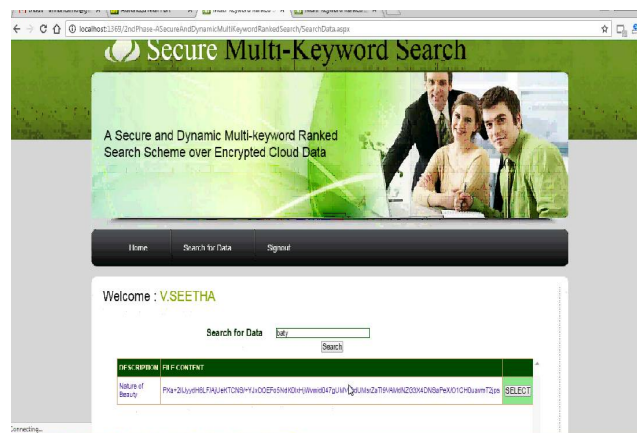 localhost:1369/2ndPhase-ASecureAndDynamicMultiKeywordRankedSearch/SearchData.aspx
Secure Multi-Keyword Search
A Secure and Dynamic Multi-keyword Ranked
Search Scheme over Encrypted Cloud Data
Home Search for Data Signout
Welcome : V.SEETHA
Search for Data baty
Search
DESCRIPTION FILE CONTENT
Nature of
Beauty
SELECT
Connecting...